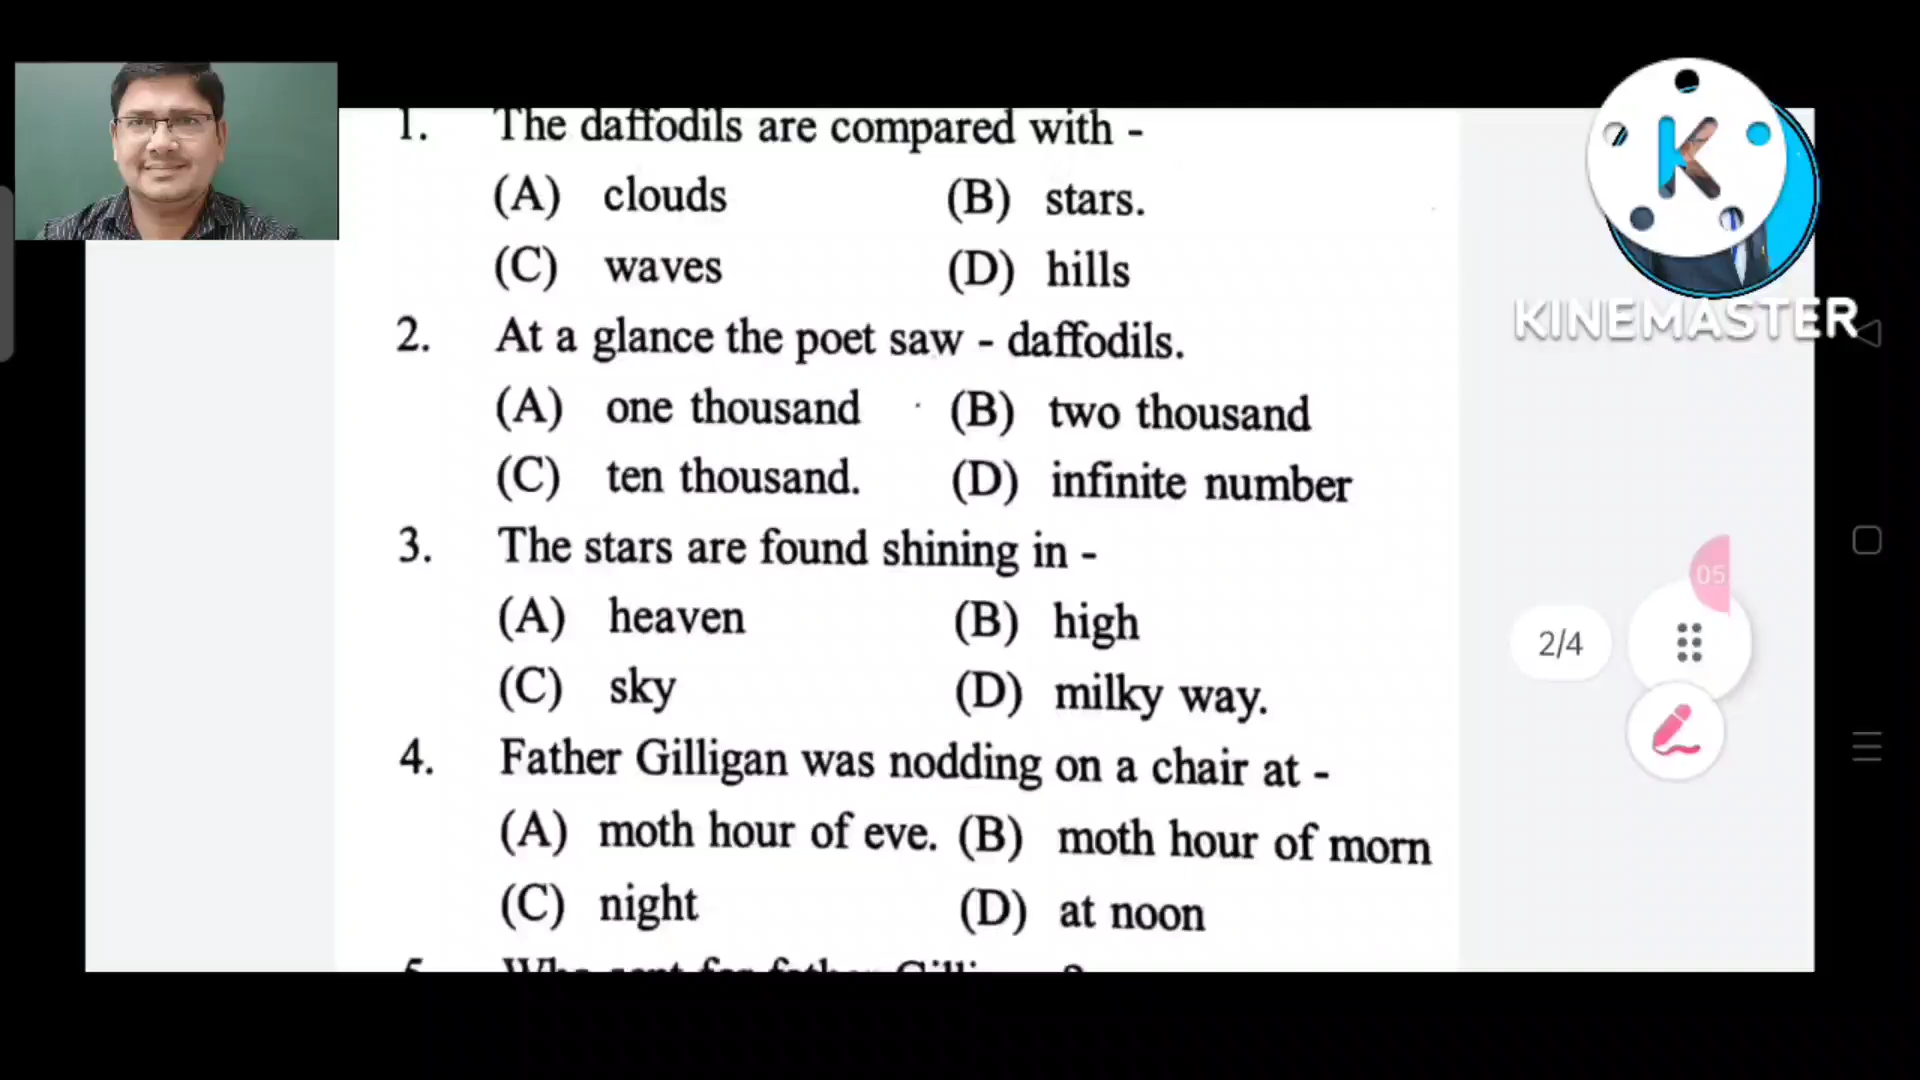 1. The daffodils are compared with -
(A) clouds (B) stars.
(C) waves (D) hills
2. At a glance the poet saw - daffodils.
(A) one thousand (B) two thousand
(C) ten thousand. (D) infinite number
3. The stars are found shining in -
(A) heaven (B) high
(C) sky (D) milky way.
4. Father Gilligan was nodding on a chair at -
(A) moth hour of eve. (B) moth hour of morn
(C) night (D) at noon
K
KINEMASTER
05
2/4